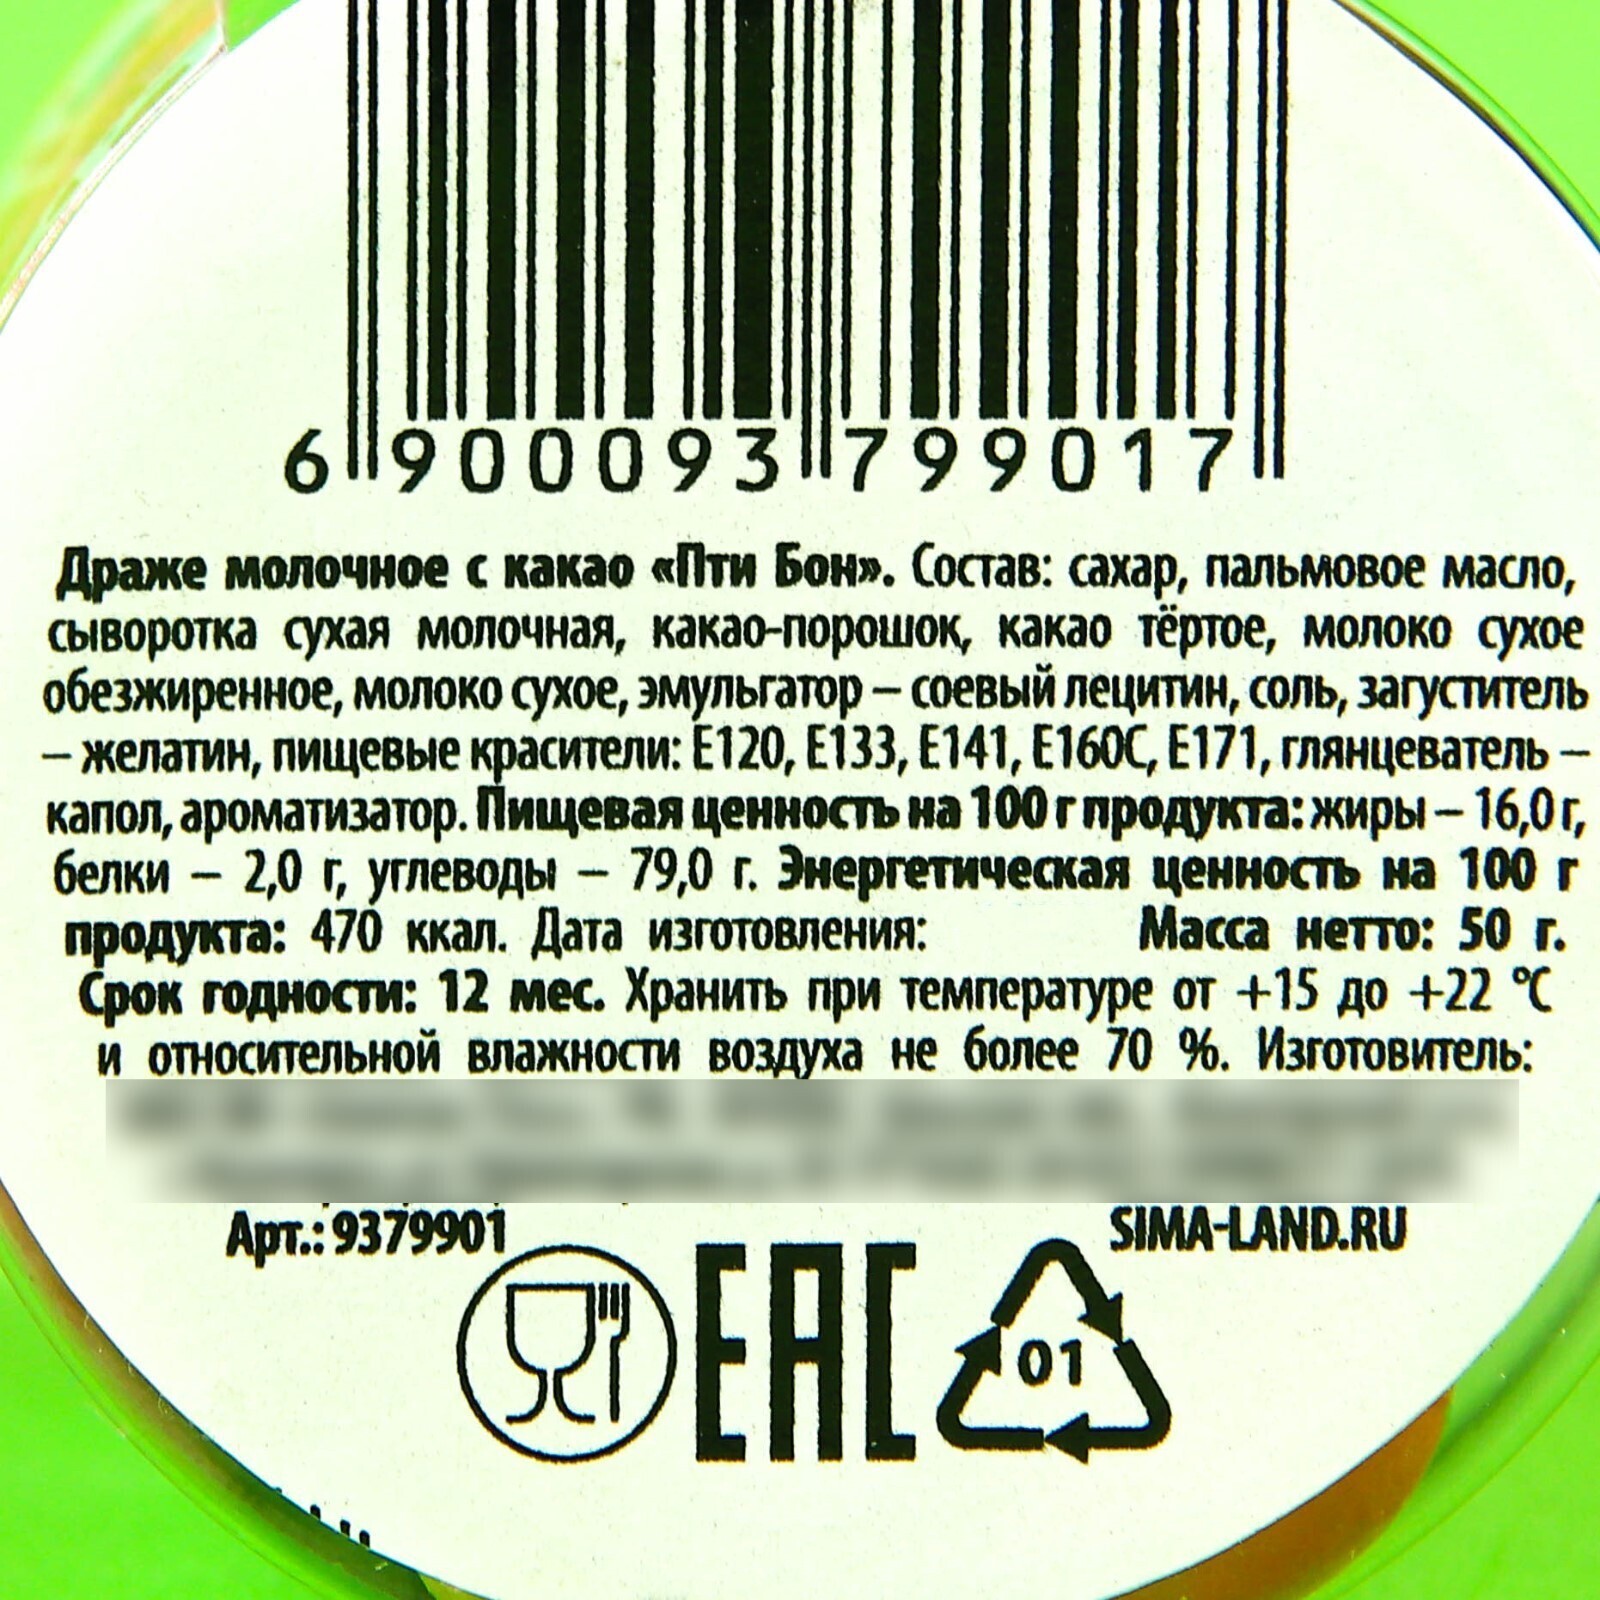 6 900093 799017
Драже молочное с какао «Пти Бон». Состав: сахар, пальмовое масло,
сыворотка сухая молочная, какао-порошок, какао тёртое, молоко сухое
обезжиренное, молоко сухое, эмульгатор – соевый лецитин, соль, загуститель
– желатин, пищевые красители: Е120, Е133, Е141, Е160С, Е171, глянцеватель –
капол, ароматизатор. Пищевая ценность на 100 г продукта: жиры – 16,0 г,
белки – 2,0 г, углеводы – 79,0 г. Энергетическая ценность на 100 г
продукта: 470 ккал. Дата изготовления: Масса нетто: 50 г.
Срок годности: 12 мес. Хранить при температуре от +15 до +22 °С
и относительной влажности воздуха не более 70 %. Изготовитель:
Арт.: 9379901 SIMA-LAND.RU
ЕАС 01